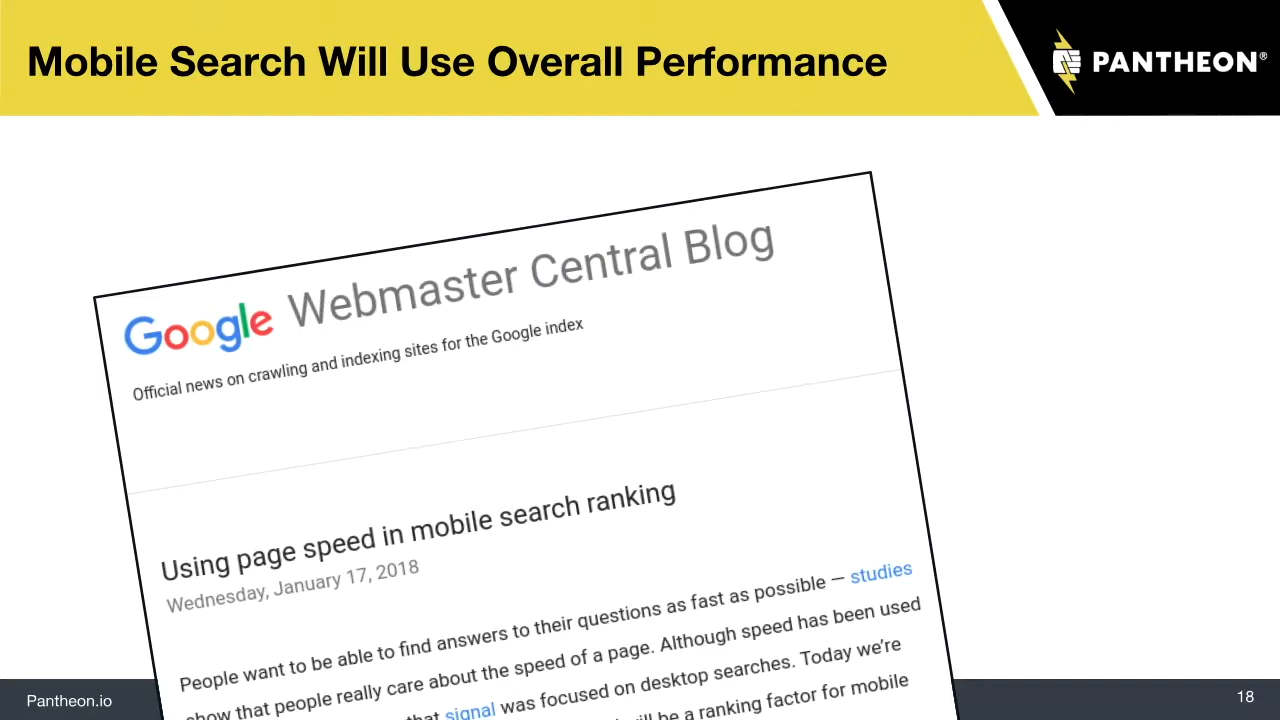 Mobile Search Will Use Overall Performance
PANTHEON®
Google Webmaster Central Blog
Official news on crawling and indexing sites for the Google index
Using page speed in mobile search ranking
Wednesday, January 17, 2018
People want to be able to find answers to their questions as fast as possible — studies
show that people really care about the speed of a page. Although speed has been used
that signal was focused on desktop searches. Today we're
will be a ranking factor for mobile
Pantheon.io
18